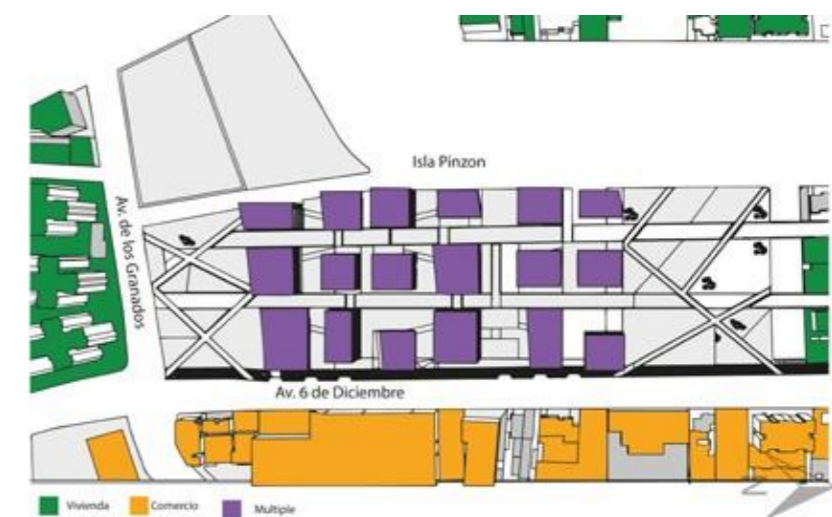 Isla Pinzon
Av. de los Granados
Av. 6 de Diciembre
Vivienda
Comercio
Multiple
N